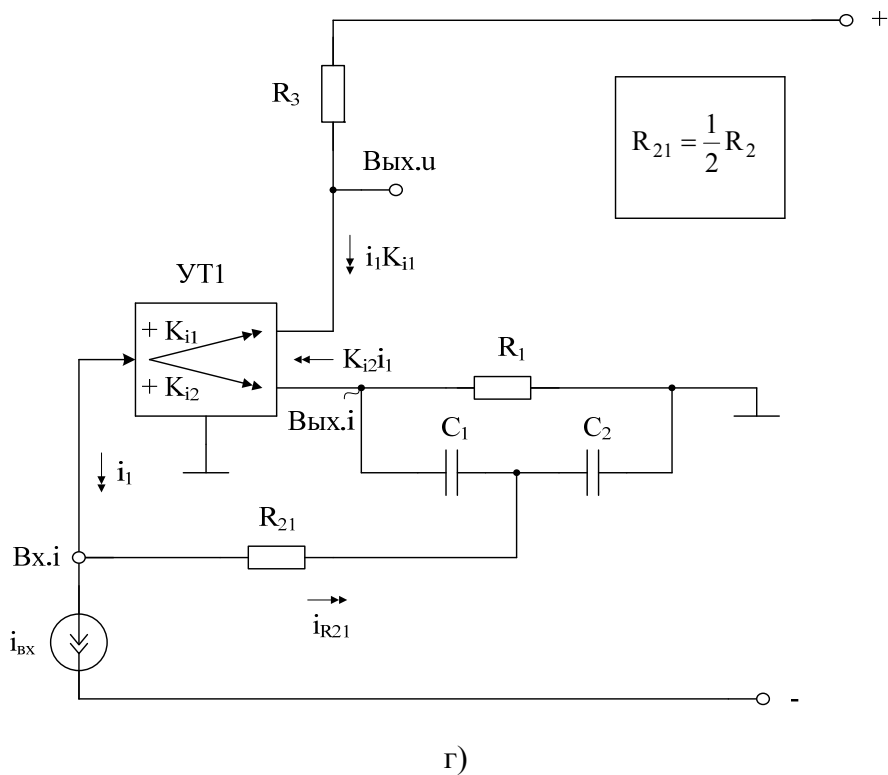 +
R₃
R₂₁ = 1/2 R₂
Вых.u
i₁Kᵢ₁
УТ1
+ Kᵢ₁
+ Kᵢ₂
Kᵢ₂i₁
R₁
Вых.i
C₁
C₂
i₁
R₂₁
Вх.i
i_R21
iвх
-
г)